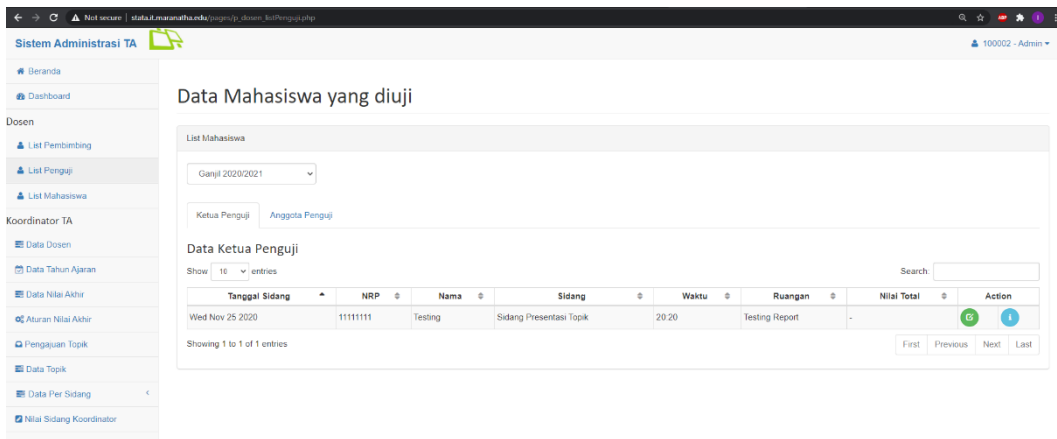 Not secure | stata.it.maranatha.edu/pages/p_dosen_listPenguji.php
Sistem Administrasi TA
100002 - Admin
Beranda
Dashboard
Dosen
List Pembimbing
List Penguji
List Mahasiswa
Koordinator TA
Data Dosen
Data Tahun Ajaran
Data Nilai Akhir
Aturan Nilai Akhir
Pengajuan Topik
Data Topik
Data Per Sidang
Nilai Sidang Koordinator
Data Mahasiswa yang diuji
List Mahasiswa
Ganjil 2020/2021
Ketua Penguji Anggota Penguji
Data Ketua Penguji
Show 10 entries Search:
Tanggal Sidang NRP Nama Sidang Waktu Ruangan Nilai Total Action
Wed Nov 25 2020 11111111 Testing Sidang Presentasi Topik 20:20 Testing Report -
Showing 1 to 1 of 1 entries First Previous Next Last